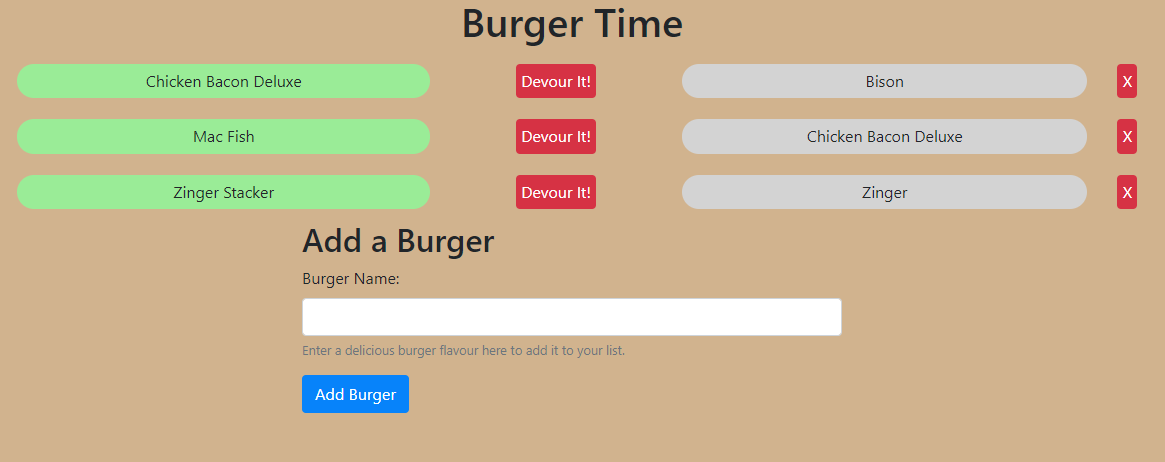 Burger Time
Chicken Bacon Deluxe Devour It! Bison X
Mac Fish Devour It! Chicken Bacon Deluxe X
Zinger Stacker Devour It! Zinger X
Add a Burger
Burger Name:
Enter a delicious burger flavour here to add it to your list.
Add Burger